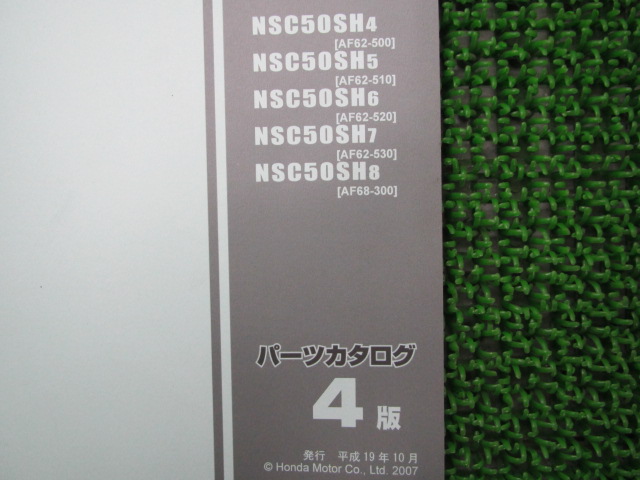 NSC50SH4
[AF62-500]
NSC50SH5
[AF62-510]
NSC50SH6
[AF62-520]
NSC50SH7
[AF62-530]
NSC50SH8
[AF68-300]
パーツカタログ
4版
発行 平成19年10月
© Honda Motor Co., Ltd. 2007